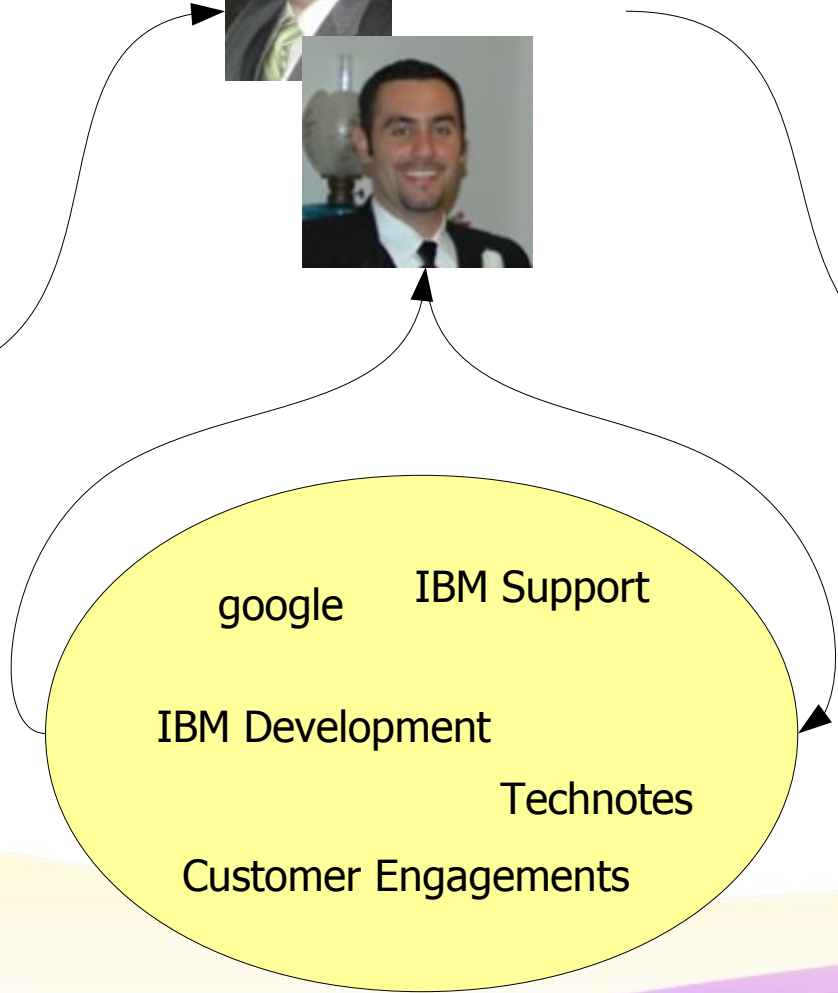 google
IBM Support
IBM Development
Technotes
Customer Engagements